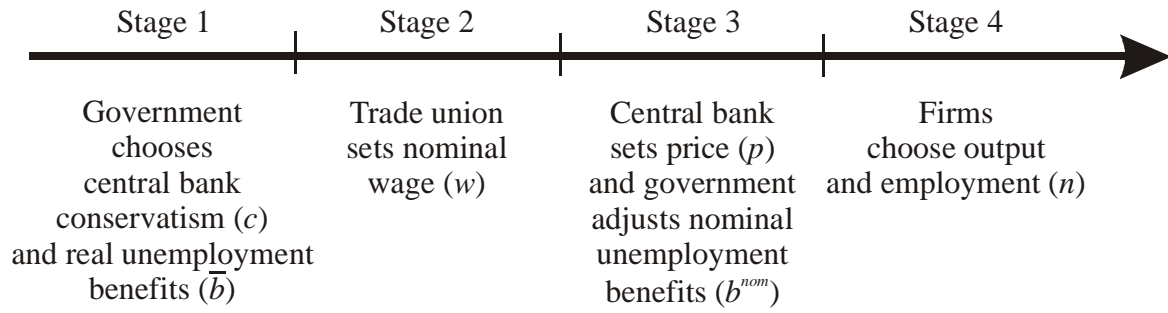 Stage 1
Stage 2
Stage 3
Stage 4
Government
chooses
central bank
conservatism (c)
and real unemployment
benefits (b̅)
Trade union
sets nominal
wage (w)
Central bank
sets price (p)
and government
adjusts nominal
unemployment
benefits (bⁿᵒᵐ)
Firms
choose output
and employment (n)